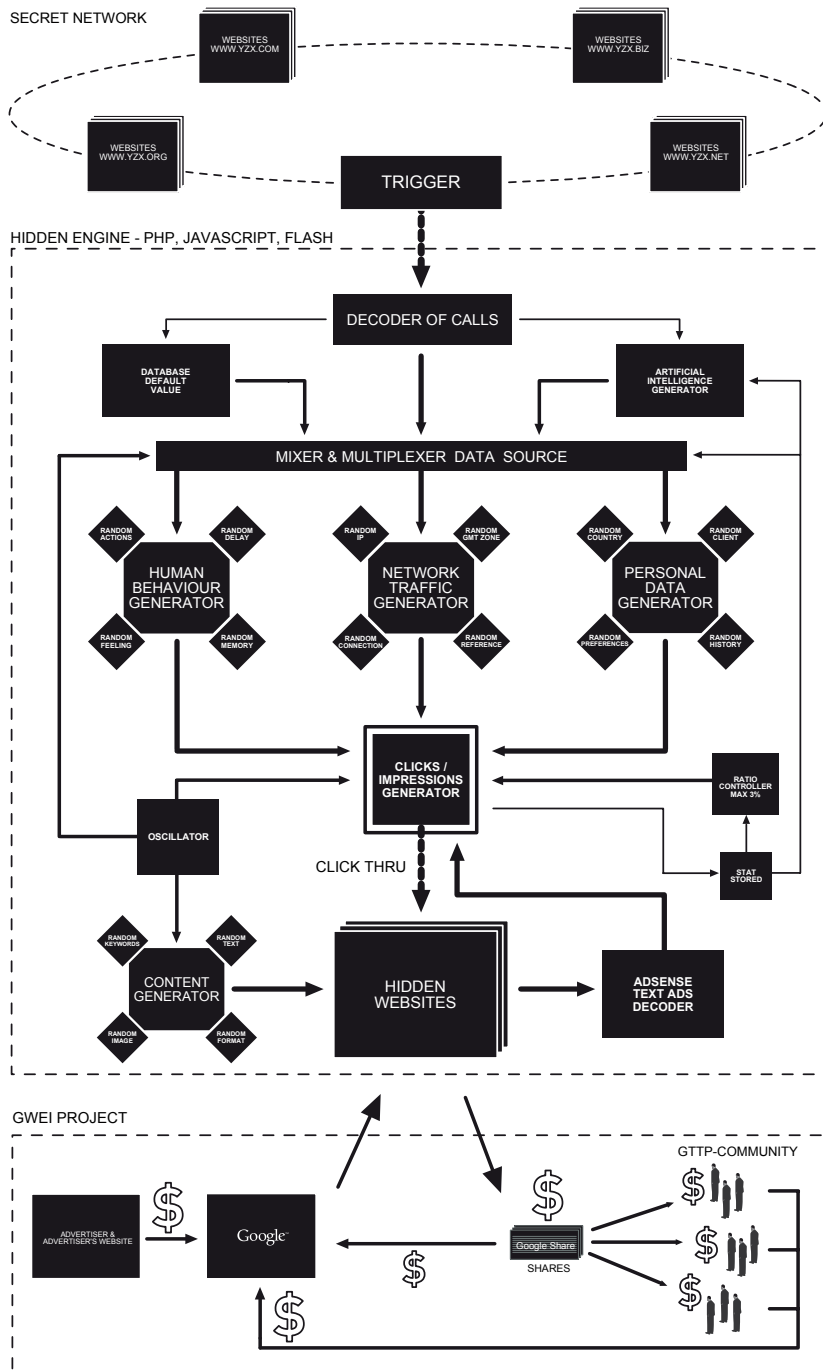 SECRET NETWORK
WEBSITES
WWW.YZX.COM
WEBSITES
WWW.YZX.BIZ
WEBSITES
WWW.YZX.ORG
WEBSITES
WWW.YZX.NET
TRIGGER
HIDDEN ENGINE - PHP, JAVASCRIPT, FLASH
DECODER OF CALLS
DATABASE
DEFAULT
VALUE
ARTIFICIAL
INTELLIGENCE
GENERATOR
MIXER & MULTIPLEXER DATA SOURCE
RANDOM
ACTIONS
RANDOM
DELAY
HUMAN
BEHAVIOUR
GENERATOR
RANDOM
FEELING
RANDOM
MEMORY
RANDOM
IP
RANDOM
GMT ZONE
NETWORK
TRAFFIC
GENERATOR
RANDOM
CONNECTION
RANDOM
REFERENCE
RANDOM
COUNTRY
RANDOM
CLIENT
PERSONAL
DATA
GENERATOR
RANDOM
PREFERENCES
RANDOM
HISTORY
CLICKS /
IMPRESSIONS
GENERATOR
RATIO
CONTROLLER
MAX 3%
OSCILLATOR
CLICK THRU
STAT
STORED
RANDOM
KEYWORDS
RANDOM
TEXT
CONTENT
GENERATOR
RANDOM
IMAGE
RANDOM
FORMAT
HIDDEN
WEBSITES
ADSENSE
TEXT ADS
DECODER
GWEI PROJECT
GTTP-COMMUNITY
$
$
$
ADVERTISER &
ADVERTISER'S WEBSITE
Google™
Google Share
SHARES
$
$
$
$